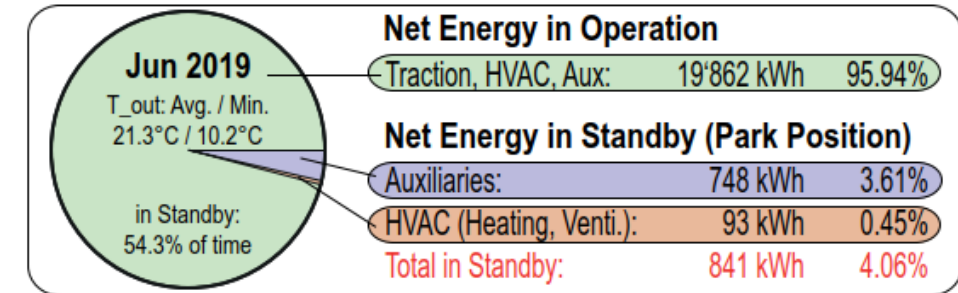 Jun 2019
T_out: Avg. / Min.
21.3°C / 10.2°C
in Standby:
54.3% of time
Net Energy in Operation
Traction, HVAC, Aux: 19‘862 kWh 95.94%
Net Energy in Standby (Park Position)
Auxiliaries: 748 kWh 3.61%
HVAC (Heating, Venti.): 93 kWh 0.45%
Total in Standby: 841 kWh 4.06%